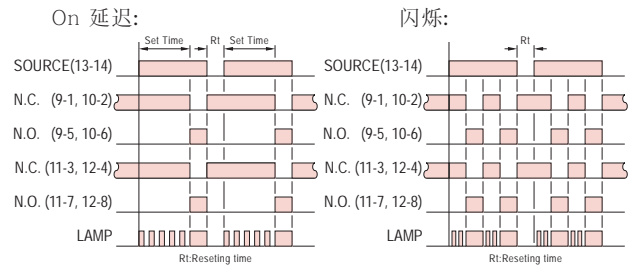 On 延迟:
Set Time Rt Set Time
SOURCE(13-14)
N.C. (9-1, 10-2)
N.O. (9-5, 10-6)
N.C. (11-3, 12-4)
N.O. (11-7, 12-8)
LAMP
Rt:Reseting time
闪烁:
Rt
SOURCE(13-14)
N.C. (9-1, 10-2)
N.O. (9-5, 10-6)
N.C. (11-3, 12-4)
N.O. (11-7, 12-8)
LAMP
Rt:Reseting time